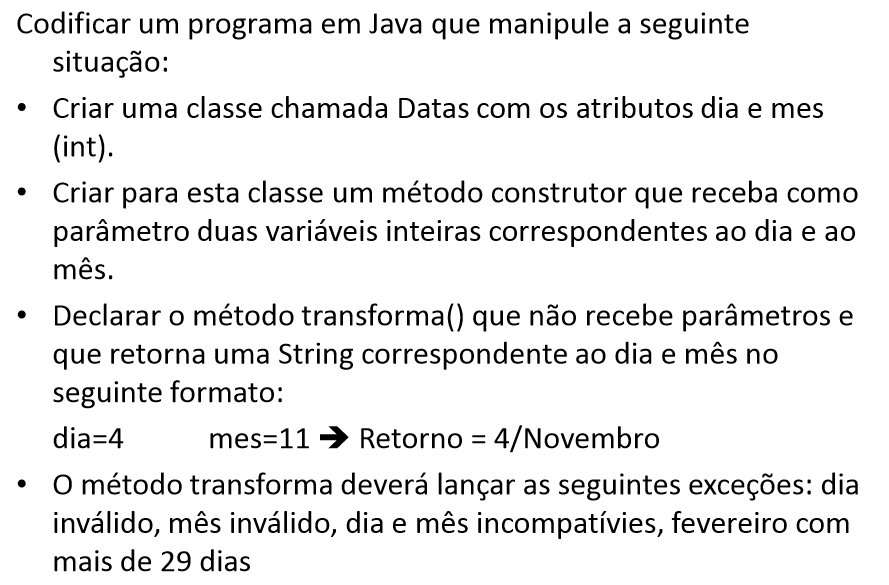 Codificar um programa em Java que manipule a seguinte
situação:
• Criar uma classe chamada Datas com os atributos dia e mes
(int).
• Criar para esta classe um método construtor que receba como
parâmetro duas variáveis inteiras correspondentes ao dia e ao
mês.
• Declarar o método transforma() que não recebe parâmetros e
que retorna uma String correspondente ao dia e mês no
seguinte formato:
dia=4 mes=11 ➔ Retorno = 4/Novembro
• O método transforma deverá lançar as seguintes exceções: dia
inválido, mês inválido, dia e mês incompatívies, fevereiro com
mais de 29 dias